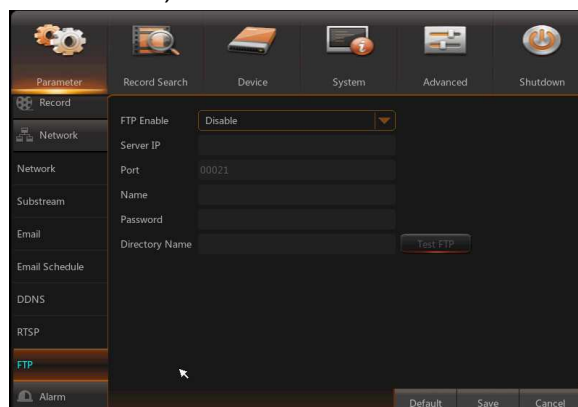 Parameter Record Search Device System Advanced Shutdown
Record
Network
Network
Substream
Email
Email Schedule
DDNS
RTSP
FTP
Alarm
FTP Enable Disable
Server IP
Port 00021
Name
Password
Directory Name Test FTP
Default Save Cancel